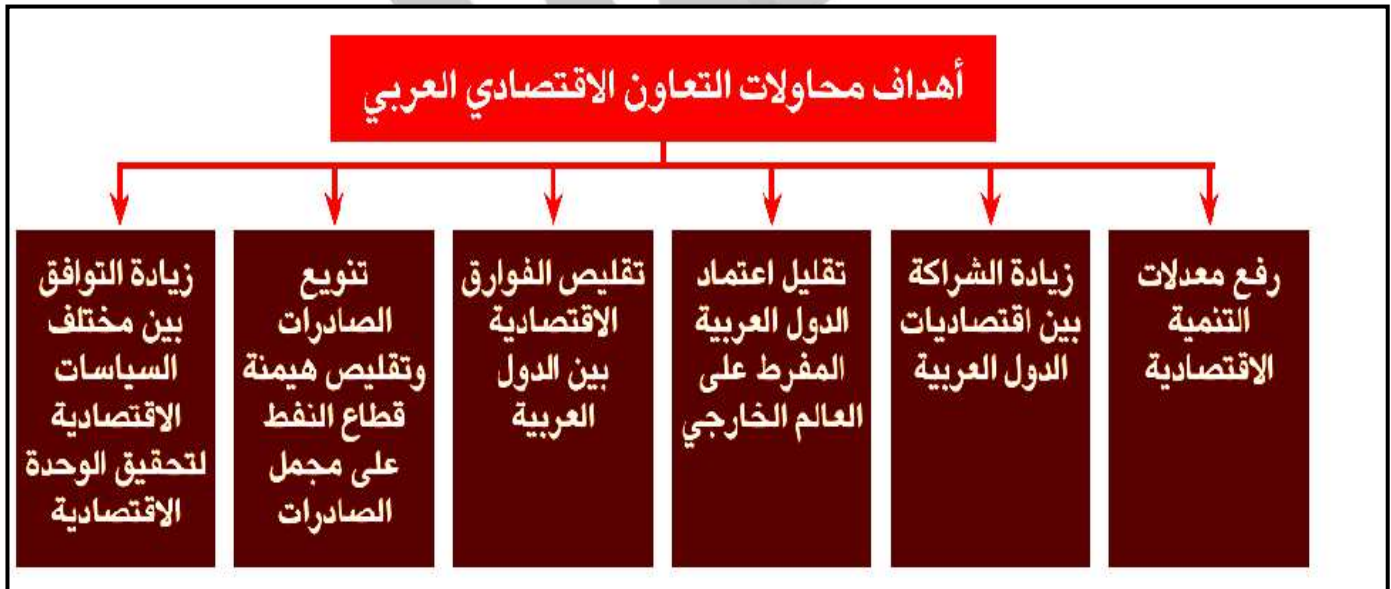 أهداف محاولات التعاون الاقتصادي العربي
رفع معدلات
التنمية
الاقتصادية
زيادة الشراكة
بين اقتصاديات
الدول العربية
تقليل اعتماد
الدول العربية
المفرط على
العالم الخارجي
تقليص الفوارق
الاقتصادية
بين الدول
العربية
تنويع
الصادرات
وتقليص هيمنة
قطاع النفط
على مجمل
الصادرات
زيادة التوافق
بين مختلف
السياسات
الاقتصادية
لتحقيق الوحدة
الاقتصادية